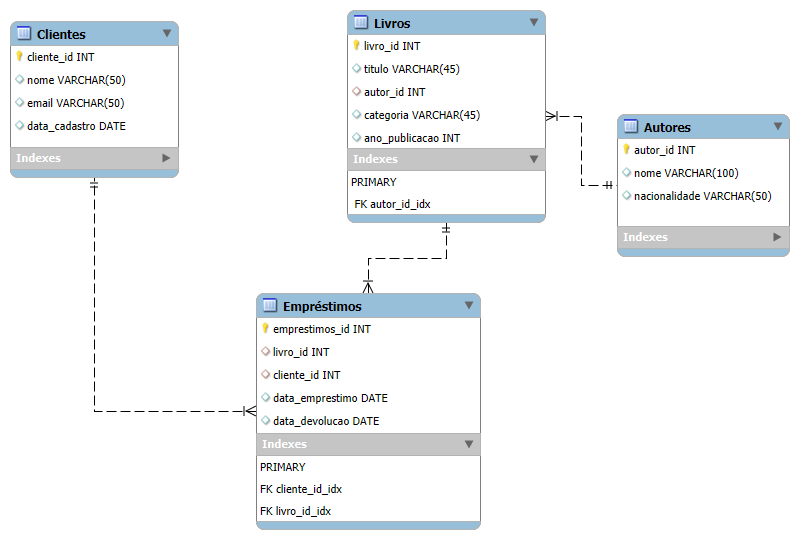 Clientes
cliente_id INT
nome VARCHAR(50)
email VARCHAR(50)
data_cadastro DATE
Indexes
Livros
livro_id INT
titulo VARCHAR(45)
autor_id INT
categoria VARCHAR(45)
ano_publicacao INT
Indexes
PRIMARY
FK autor_id_idx
Autores
autor_id INT
nome VARCHAR(100)
nacionalidade VARCHAR(50)
Indexes
Empréstimos
emprestimos_id INT
livro_id INT
cliente_id INT
data_emprestimo DATE
data_devolucao DATE
Indexes
PRIMARY
FK cliente_id_idx
FK livro_id_idx